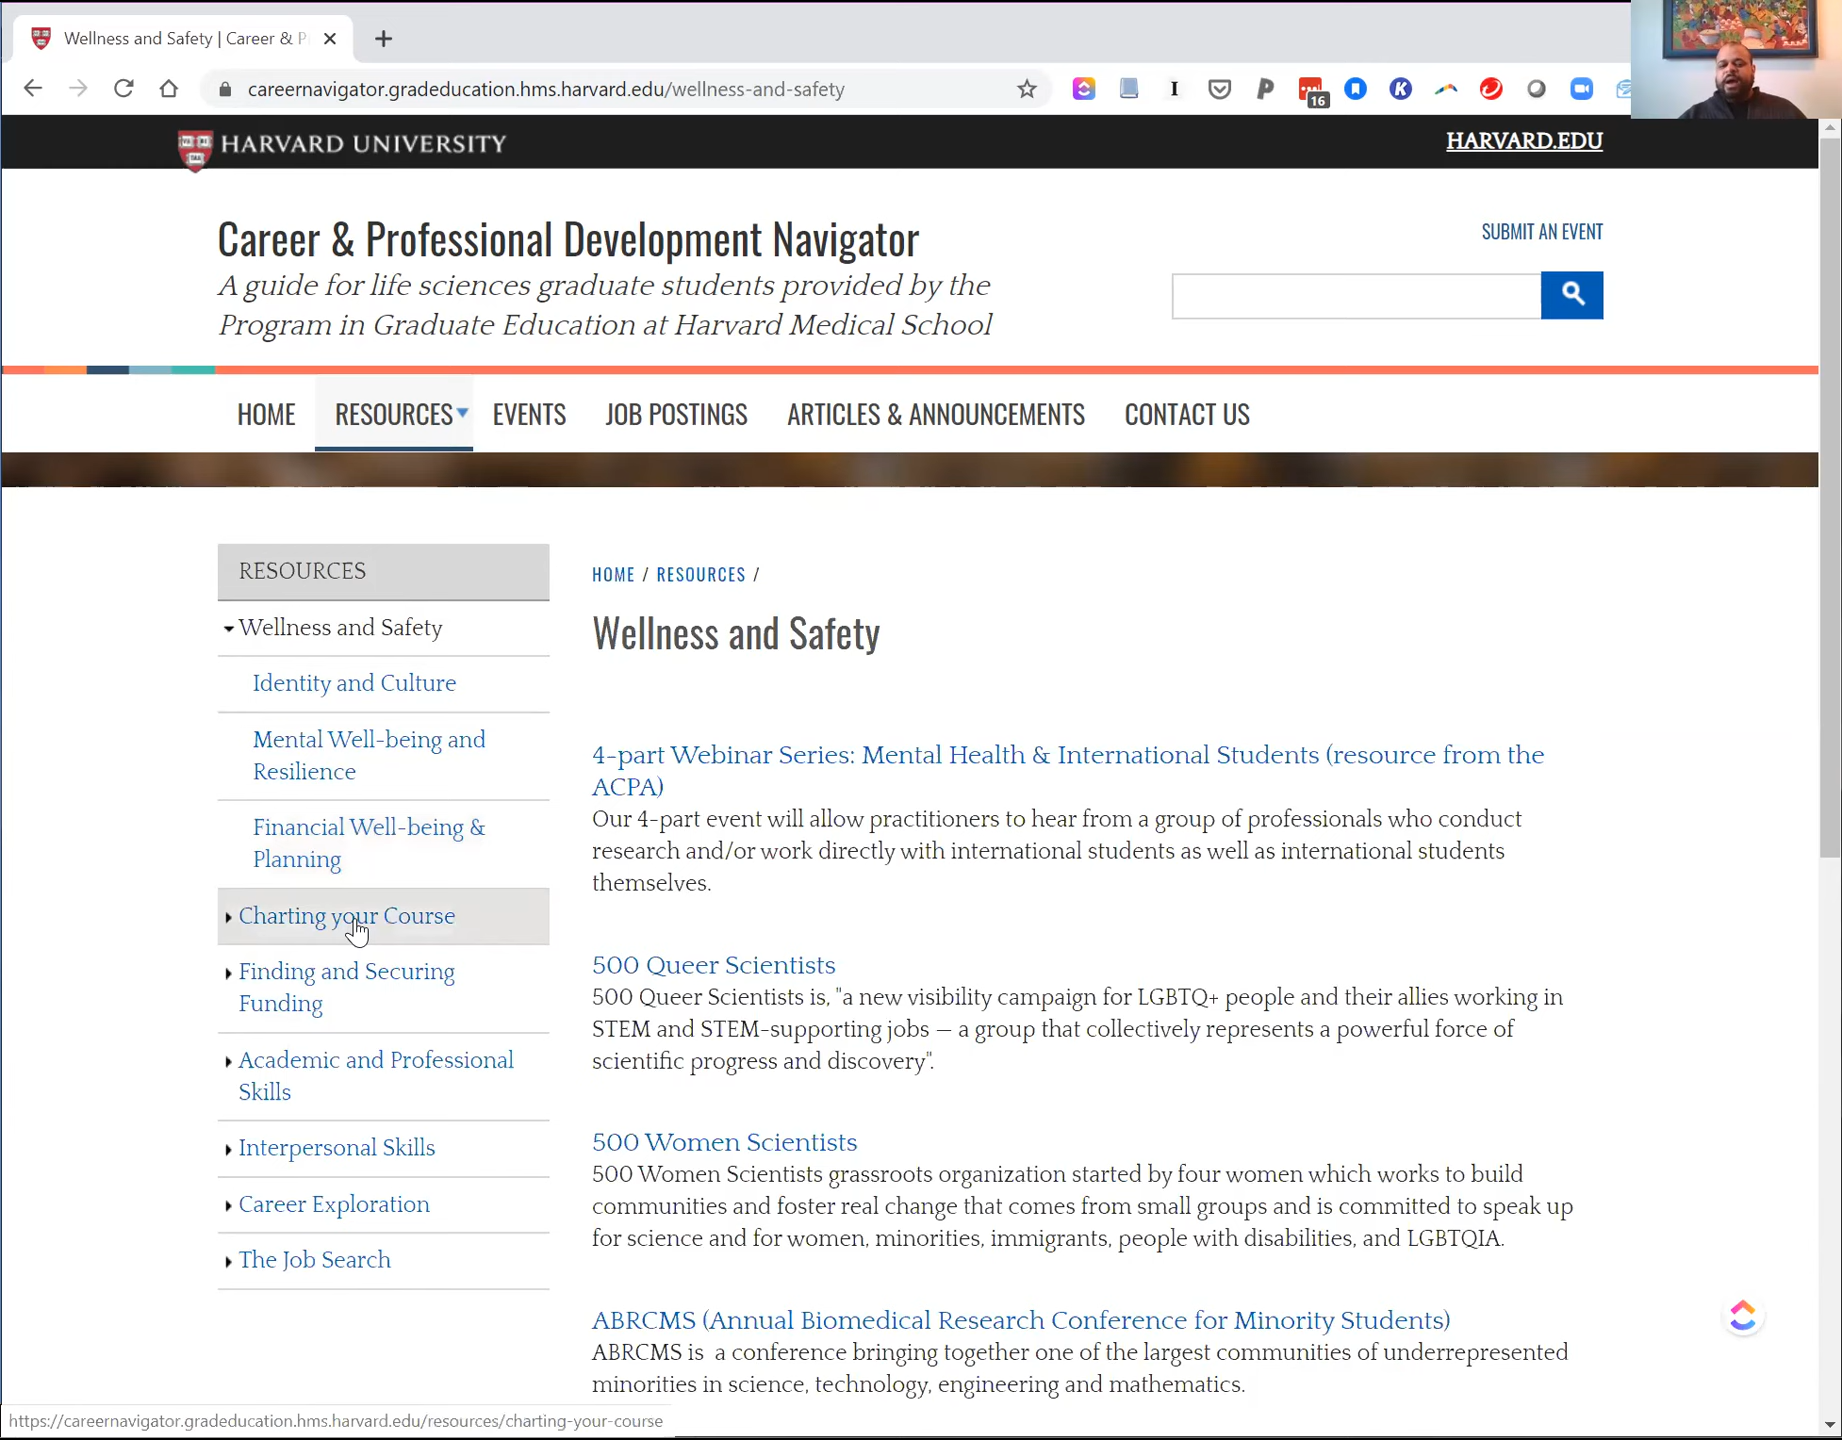 Wellness and Safety | Career & P
careernavigator.gradeducation.hms.harvard.edu/wellness-and-safety
16
HARVARD UNIVERSITY
HARVARD.EDU
Career & Professional Development Navigator
A guide for life sciences graduate students provided by the
Program in Graduate Education at Harvard Medical School
SUBMIT AN EVENT
HOME RESOURCES EVENTS JOB POSTINGS ARTICLES & ANNOUNCEMENTS CONTACT US
RESOURCES
Wellness and Safety
Identity and Culture
Mental Well-being and
Resilience
Financial Well-being &
Planning
Charting your Course
Finding and Securing
Funding
Academic and Professional
Skills
Interpersonal Skills
Career Exploration
The Job Search
HOME / RESOURCES /
Wellness and Safety
4-part Webinar Series: Mental Health & International Students (resource from the
ACPA)
Our 4-part event will allow practitioners to hear from a group of professionals who conduct
research and/or work directly with international students as well as international students
themselves.
500 Queer Scientists
500 Queer Scientists is, "a new visibility campaign for LGBTQ+ people and their allies working in
STEM and STEM-supporting jobs — a group that collectively represents a powerful force of
scientific progress and discovery".
500 Women Scientists
500 Women Scientists grassroots organization started by four women which works to build
communities and foster real change that comes from small groups and is committed to speak up
for science and for women, minorities, immigrants, people with disabilities, and LGBTQIA.
ABRCMS (Annual Biomedical Research Conference for Minority Students)
ABRCMS is a conference bringing together one of the largest communities of underrepresented
minorities in science, technology, engineering and mathematics.
https://careernavigator.gradeducation.hms.harvard.edu/resources/charting-your-course